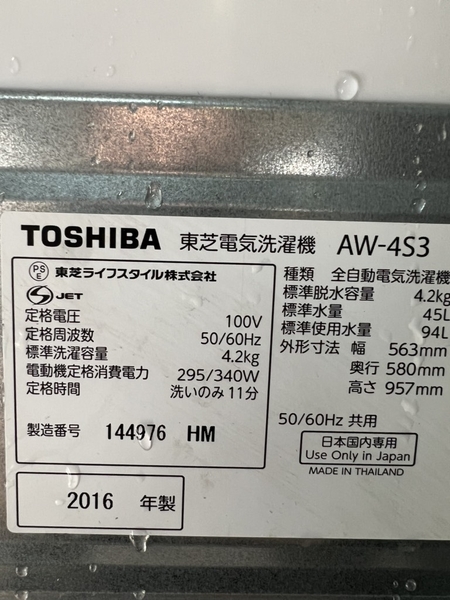 TOSHIBA 東芝電気洗濯機 AW-4S3
PSE 東芝ライフスタイル株式会社
S JET
定格電圧 100V
定格周波数 50/60Hz
標準洗濯容量 4.2kg
電動機定格消費電力 295/340W
定格時間 洗いのみ 11分
製造番号 144976 HM
2016 年製
種類 全自動電気洗濯機
標準脱水容量 4.2kg
標準水量 45L
標準使用水量 94L
外形寸法 幅 563mm
奥行 580mm
高さ 957mm
50/60Hz 共用
日本国内専用
Use Only in Japan
MADE IN THAILAND